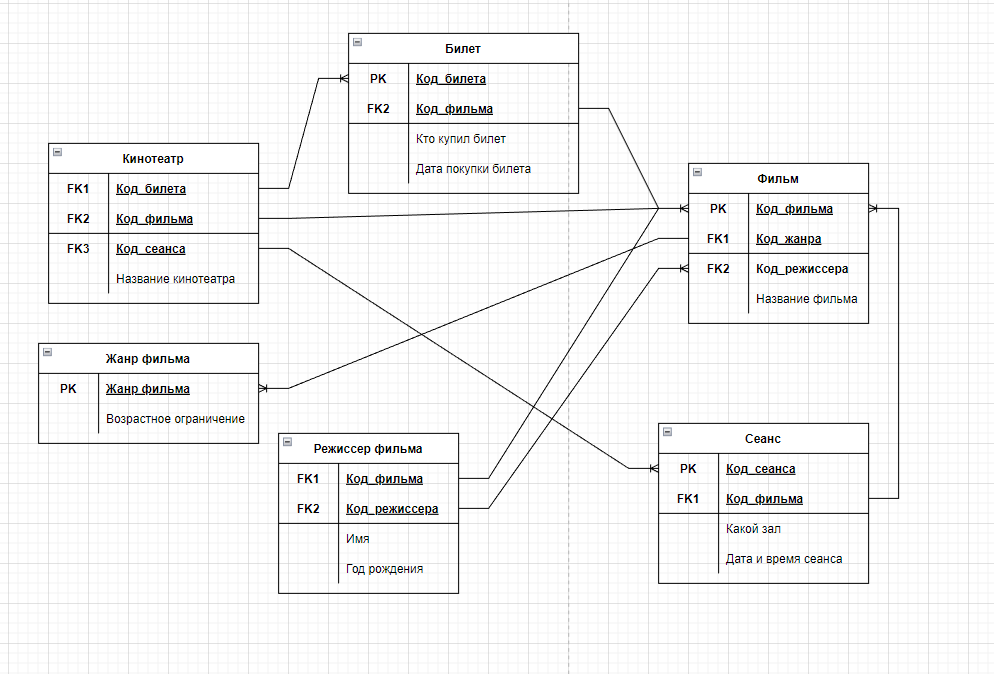 Билет
PK Код_билета
FK2 Код_фильма
Кто купил билет
Дата покупки билета
Кинотеатр
FK1 Код_билета
FK2 Код_фильма
FK3 Код_сеанса
Название кинотеатра
Фильм
PK Код_фильма
FK1 Код_жанра
FK2 Код_режиссера
Название фильма
Жанр фильма
PK Жанр фильма
Возрастное ограничение
Режиссер фильма
FK1 Код_фильма
FK2 Код_режиссера
Имя
Год рождения
Сеанс
PK Код_сеанса
FK1 Код_фильма
Какой зал
Дата и время сеанса